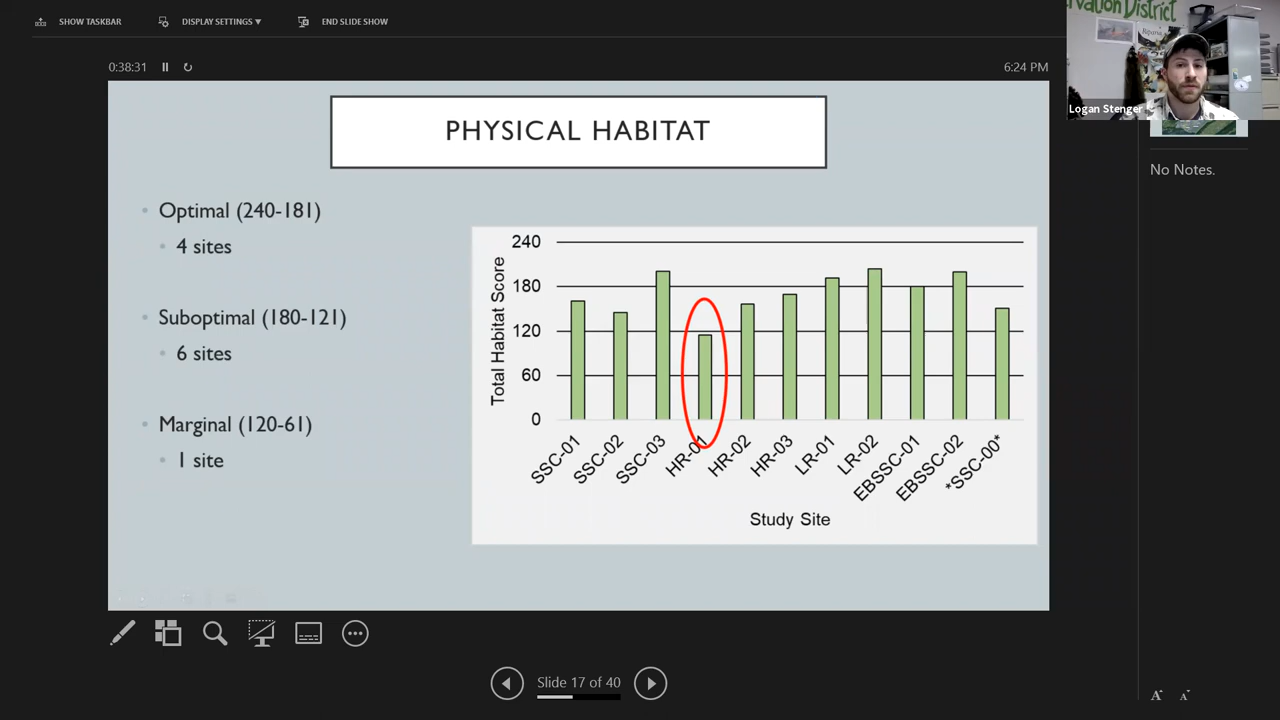 SHOW TASKBAR
DISPLAY SETTINGS ▼
END SLIDE SHOW
vation District
Logan Stenger
0:38:31
6:24 PM
No Notes.
PHYSICAL HABITAT
• Optimal (240-181)
• 4 sites
• Suboptimal (180-121)
• 6 sites
• Marginal (120-61)
• 1 site
Total Habitat Score
240
180
120
60
0
SSC-01
SSC-02
SSC-03
HR-01
HR-02
HR-03
LR-01
LR-02
EBSSC-01
EBSSC-02
*SSC-00*
Study Site
Slide 17 of 40
A
A